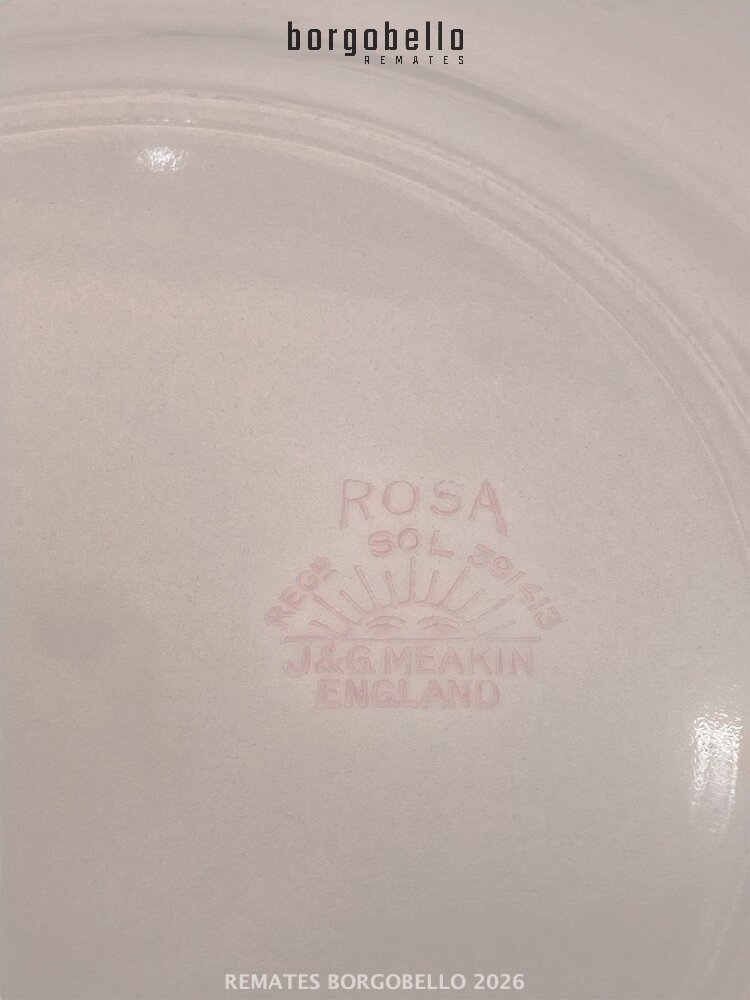 borgobello
REMATES
ROSA
SOL
REGD 391413
J&G MEAKIN
ENGLAND
REMATES BORGOBELLO 2026